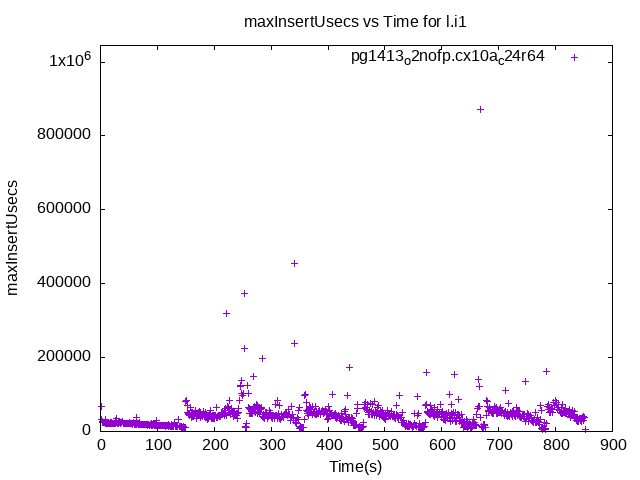 maxInsertUsecs vs Time for l.i1
pg1413o2nofp.cx10ac24r64
maxInsertUsecs
1x10^6
800000
600000
400000
200000
0
0 100 200 300 400 500 600 700 800 900
Time(s)